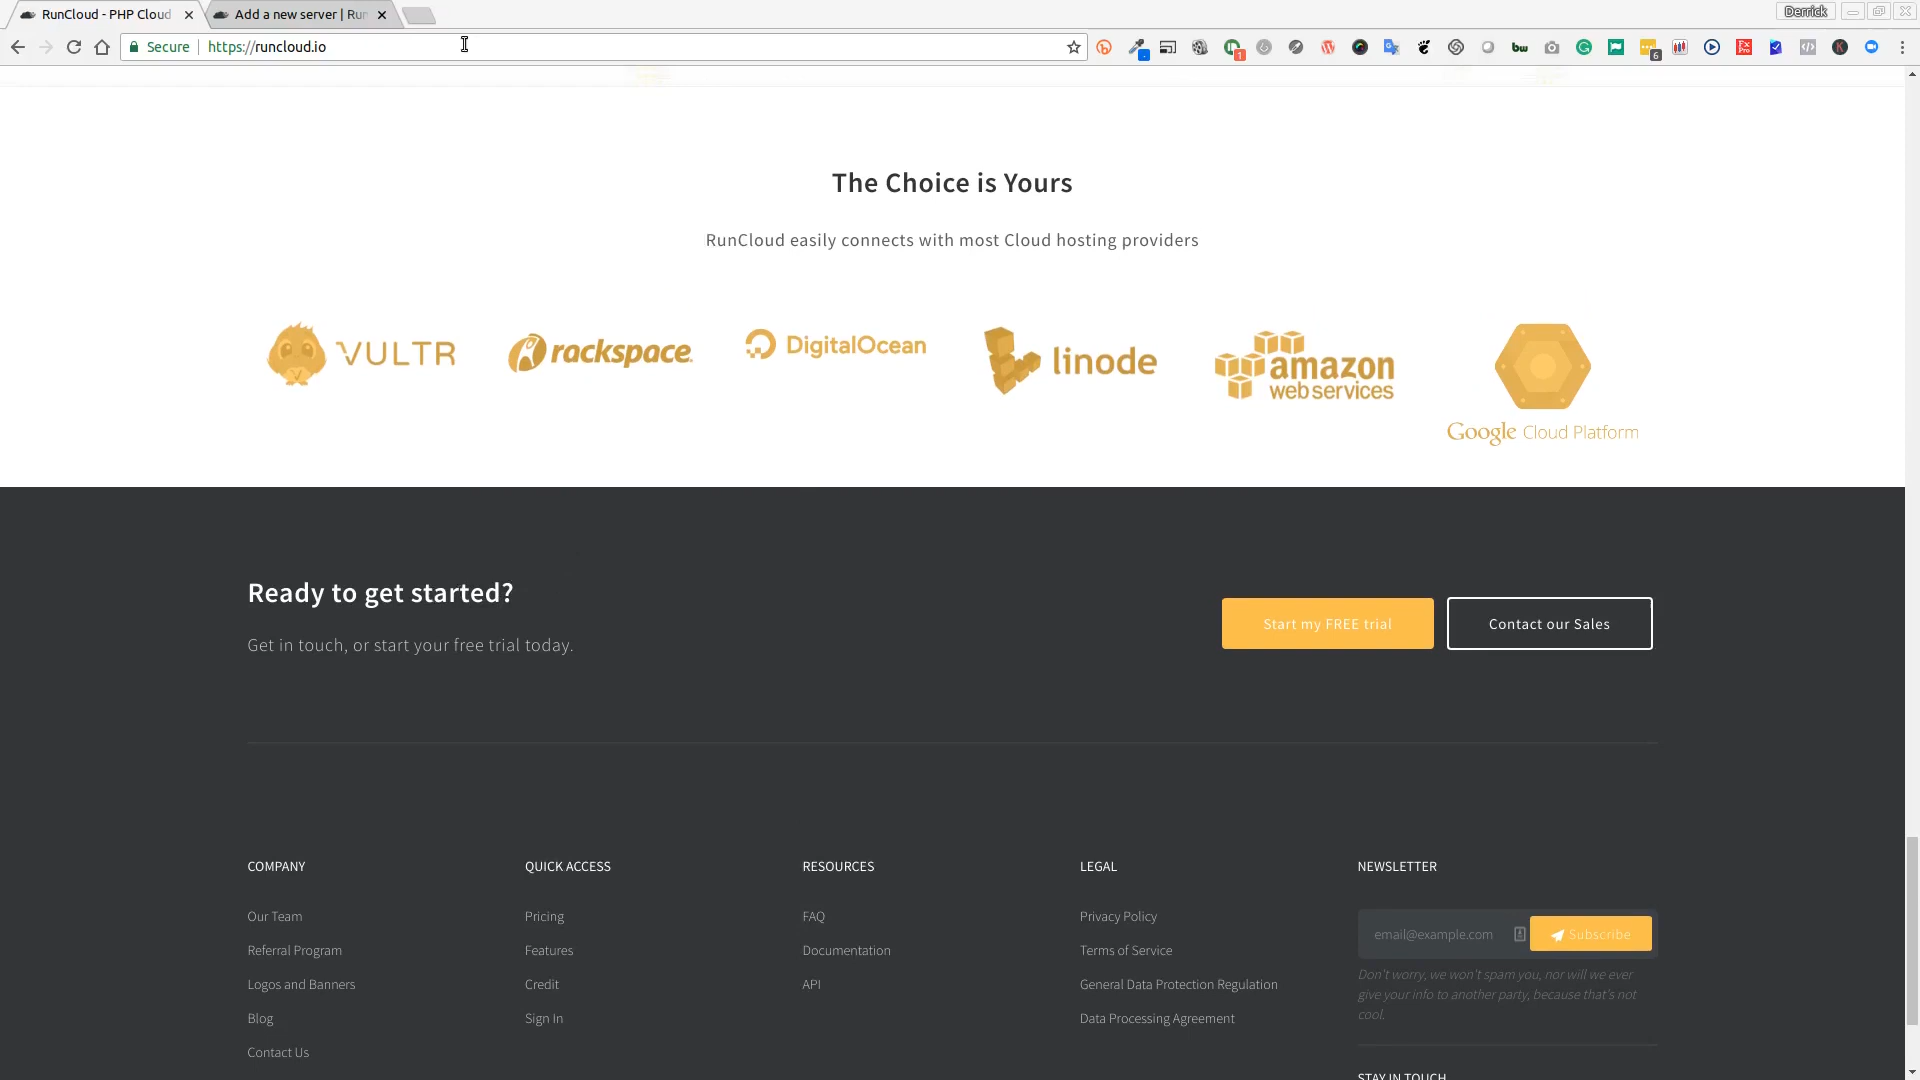 RunCloud - PHP Cloud
Add a new server | Run
Derrick
Secure
https://runcloud.io
1
bw
6
K
The Choice is Yours
RunCloud easily connects with most Cloud hosting providers
VULTR
rackspace
DigitalOcean
linode
amazon
web services
Google Cloud Platform
Ready to get started?
Get in touch, or start your free trial today.
Start my FREE trial
Contact our Sales
COMPANY
Our Team
Referral Program
Logos and Banners
Blog
Contact Us
QUICK ACCESS
Pricing
Features
Credit
Sign In
RESOURCES
FAQ
Documentation
API
LEGAL
Privacy Policy
Terms of Service
General Data Protection Regulation
Data Processing Agreement
NEWSLETTER
email@example.com
Subscribe
Don't worry, we won't spam you, nor will we ever
give your info to another party, because that's not
cool.
STAY IN TOUCH